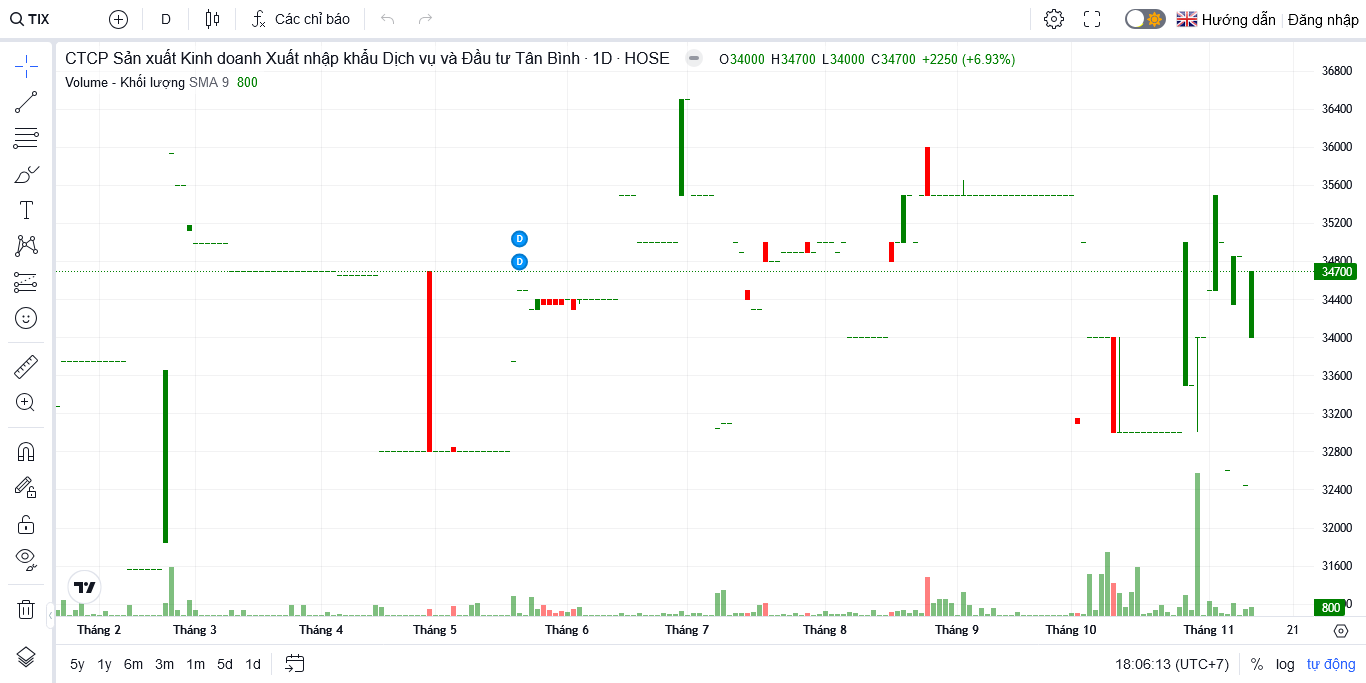 TIX D Các chỉ báo Hướng dẫn Đăng nhập
CTCP Sản xuất Kinh doanh Xuất nhập khẩu Dịch vụ và Đầu tư Tân Bình · 1D · HOSE O34000 H34700 L34000 C34700 +2250 (+6.93%)
Volume - Khối lượng SMA 9 800
36800
36400
36000
35600
35200
D
D
34800
34700
34400
34000
33600
33200
32800
32400
32000
31600
800
Tháng 2 Tháng 3 Tháng 4 Tháng 5 Tháng 6 Tháng 7 Tháng 8 Tháng 9 Tháng 10 Tháng 11 21
5y 1y 6m 3m 1m 5d 1d 18:06:13 (UTC+7) % log tự động